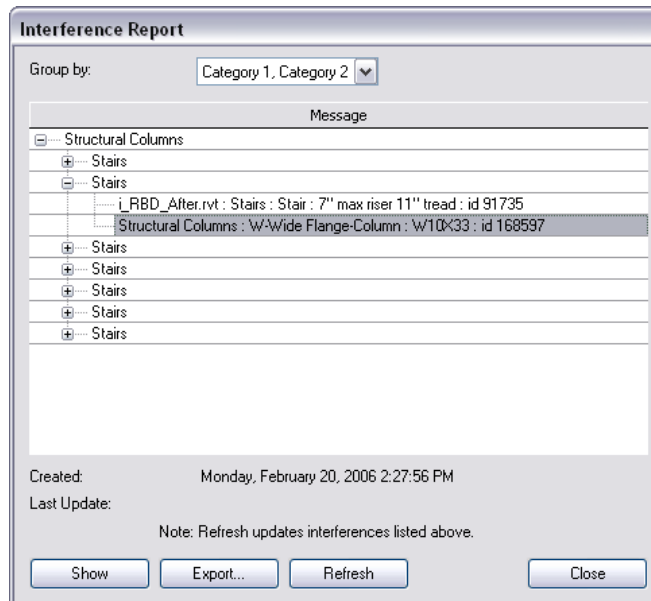 Interference Report
Group by: Category 1, Category 2
Message
Structural Columns
Stairs
Stairs
i_RBD_After.rvt : Stairs : Stair : 7" max riser 11" tread : id 91735
Structural Columns : W-Wide Flange-Column : W10X33 : id 168597
Stairs
Stairs
Stairs
Stairs
Stairs
Created: Monday, February 20, 2006 2:27:56 PM
Last Update:
Note: Refresh updates interferences listed above.
Show Export... Refresh Close